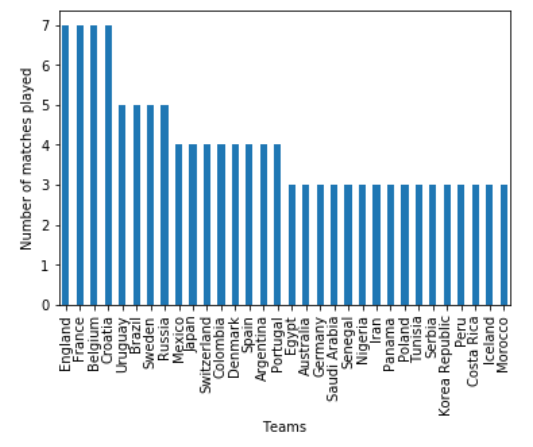 Number of matches played
7
6
5
4
3
2
1
0
England
France
Belgium
Croatia
Uruguay
Brazil
Sweden
Russia
Mexico
Japan
Switzerland
Colombia
Denmark
Spain
Argentina
Portugal
Egypt
Australia
Germany
Saudi Arabia
Senegal
Nigeria
Iran
Panama
Poland
Tunisia
Serbia
Korea Republic
Peru
Costa Rica
Iceland
Morocco
Teams